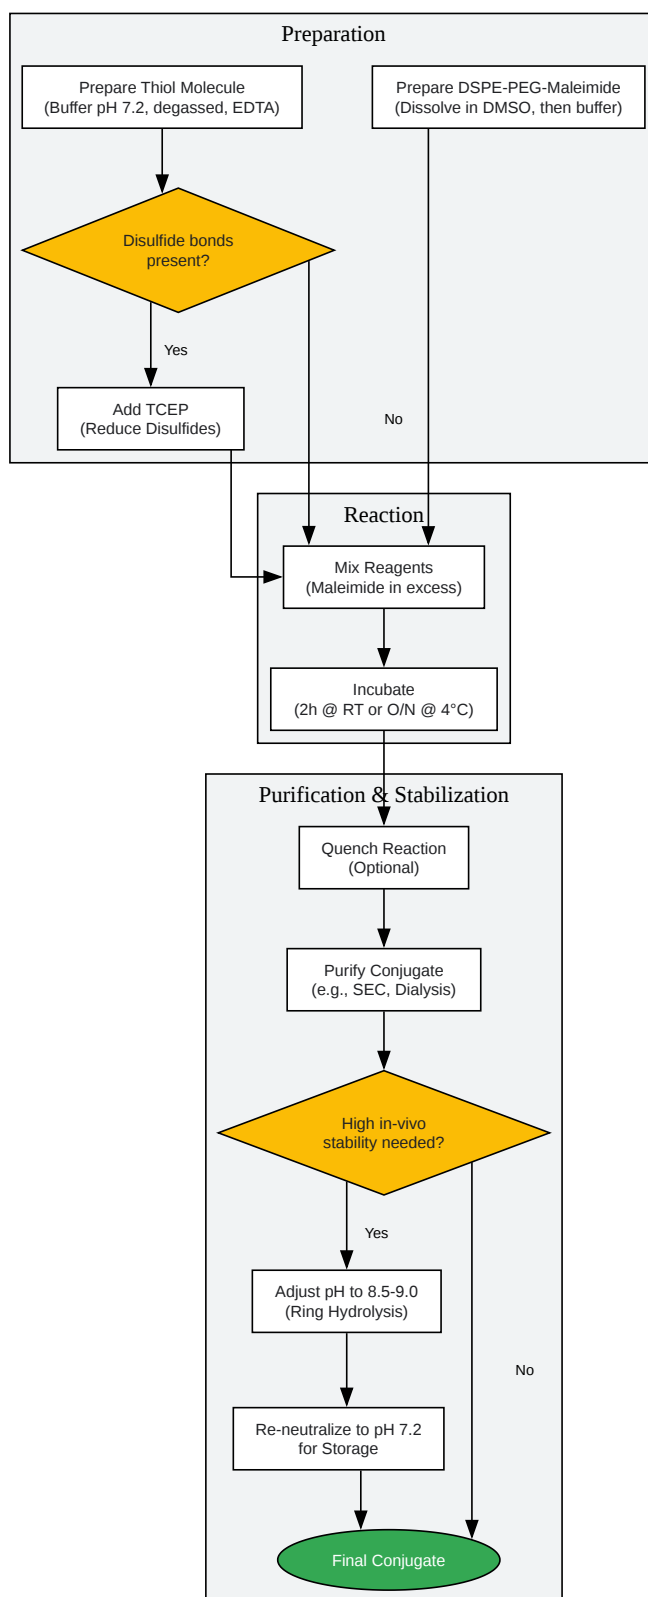 Preparation
Prepare Thiol Molecule
(Buffer pH 7.2, degassed, EDTA)
Prepare DSPE-PEG-Maleimide
(Dissolve in DMSO, then buffer)
Disulfide bonds
present?
Yes
Add TCEP
(Reduce Disulfides)
No
Reaction
Mix Reagents
(Maleimide in excess)
Incubate
(2h @ RT or O/N @ 4°C)
Purification & Stabilization
Quench Reaction
(Optional)
Purify Conjugate
(e.g., SEC, Dialysis)
High in-vivo
stability needed?
Yes
Adjust pH to 8.5-9.0
(Ring Hydrolysis)
No
Re-neutralize to pH 7.2
for Storage
Final Conjugate